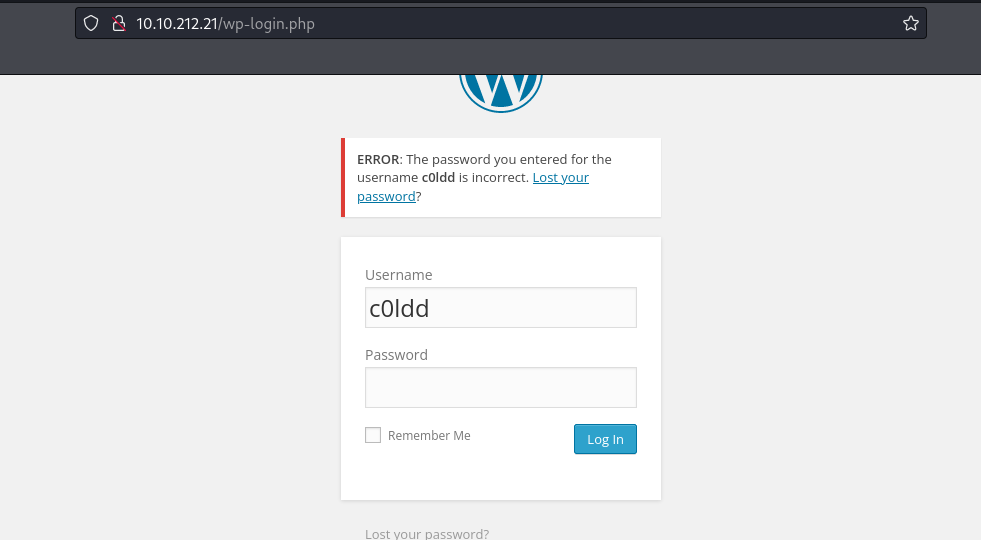 10.10.212.21/wp-login.php
ERROR: The password you entered for the
username c0ldd is incorrect. Lost your
password?
Username
c0ldd
Password
Remember Me
Log In
Lost your password?